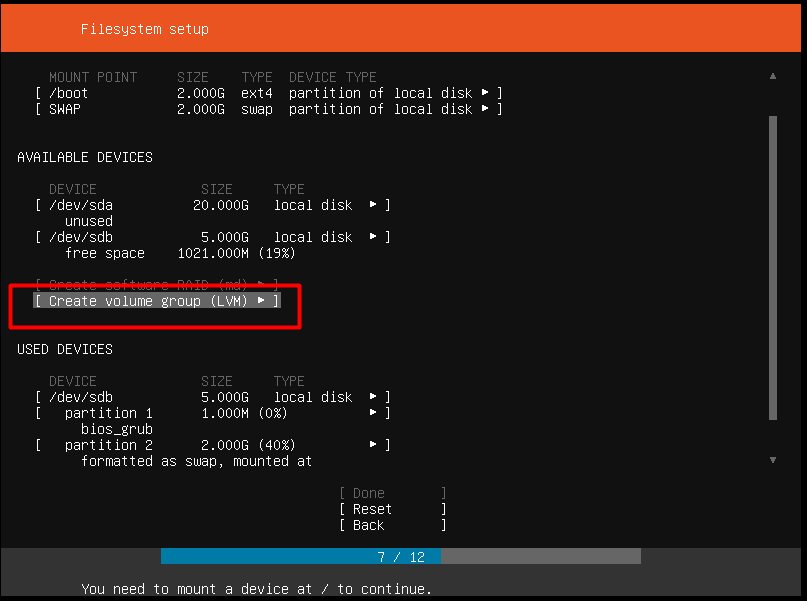 Filesystem setup
MOUNT POINT SIZE TYPE DEVICE TYPE
[ /boot 2.000G ext4 partition of local disk ▸ ]
[ SWAP 2.000G swap partition of local disk ▸ ]
AVAILABLE DEVICES
DEVICE SIZE TYPE
[ /dev/sda 20.000G local disk ▸ ]
unused
[ /dev/sdb 5.000G local disk ▸ ]
free space 1021.000M (19%)
[ Create software RAID (md) ▸ ]
[ Create volume group (LVM) ▸ ]
USED DEVICES
DEVICE SIZE TYPE
[ /dev/sdb 5.000G local disk ▸ ]
[ partition 1 1.000M (0%) ▸ ]
bios_grub
[ partition 2 2.000G (40%) ▸ ]
formatted as swap, mounted at
[ Done ]
[ Reset ]
[ Back ]
7 / 12
You need to mount a device at / to continue.